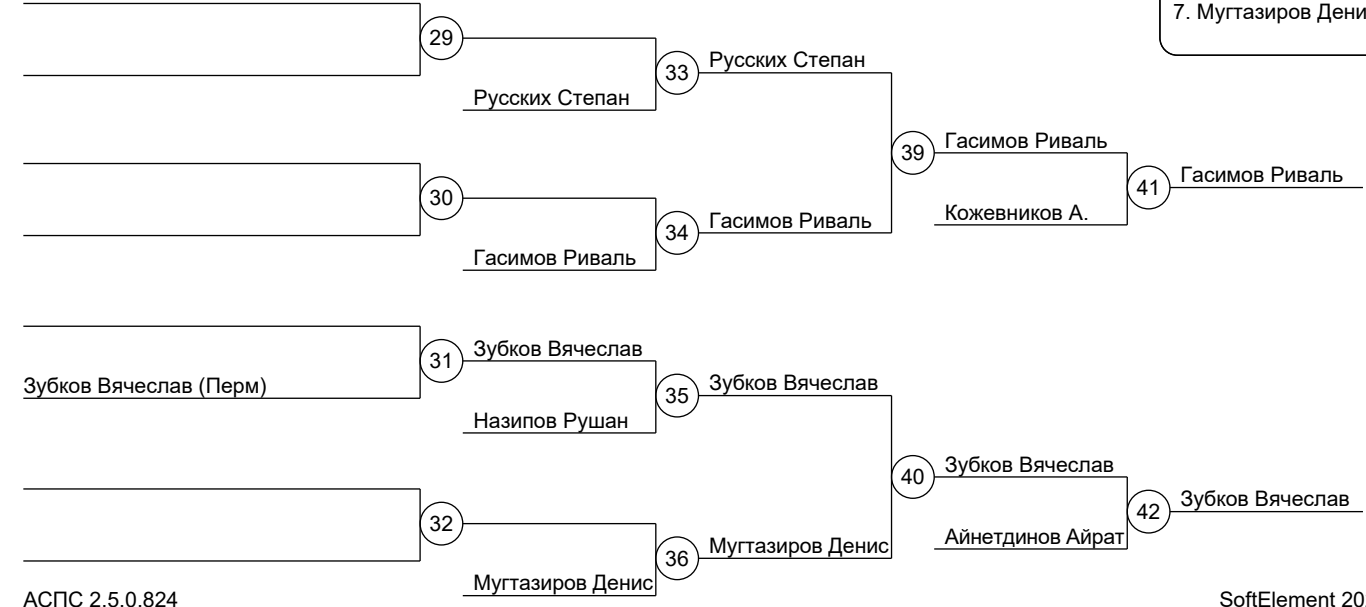 7. Мугтазиров Дени
29
Русских Степан
33
Русских Степан
39
Гасимов Риваль
41
Гасимов Риваль
30
34
Гасимов Риваль
Кожевников А.
Гасимов Риваль
31
Зубков Вячеслав
Зубков Вячеслав (Перм)
35
Зубков Вячеслав
Назипов Рушан
40
Зубков Вячеслав
42
Зубков Вячеслав
32
36
Мугтазиров Денис
Айнетдинов Айрат
Мугтазиров Денис
АСПС 2.5.0.824
SoftElement 20